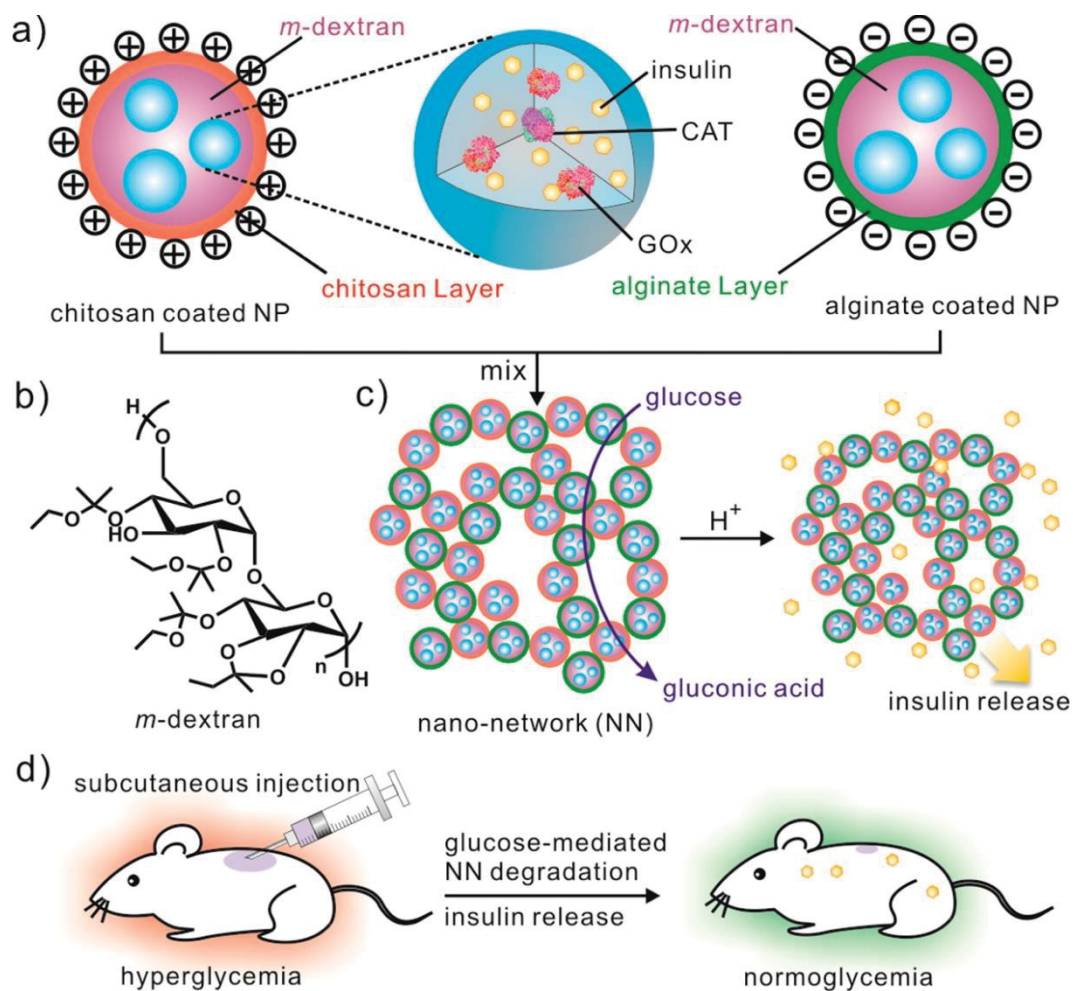 a)
m-dextran
insulin
CAT
GOx
m-dextran
chitosan Layer
alginate Layer
chitosan coated NP
alginate coated NP
mix
b)
H
O
O
O
O
HO
O
O
O
O
O
O
O
O
O
n
OH
m-dextran
c)
glucose
gluconic acid
nano-network (NN)
H+
insulin release
d)
subcutaneous injection
hyperglycemia
glucose-mediated
NN degradation
insulin release
normoglycemia